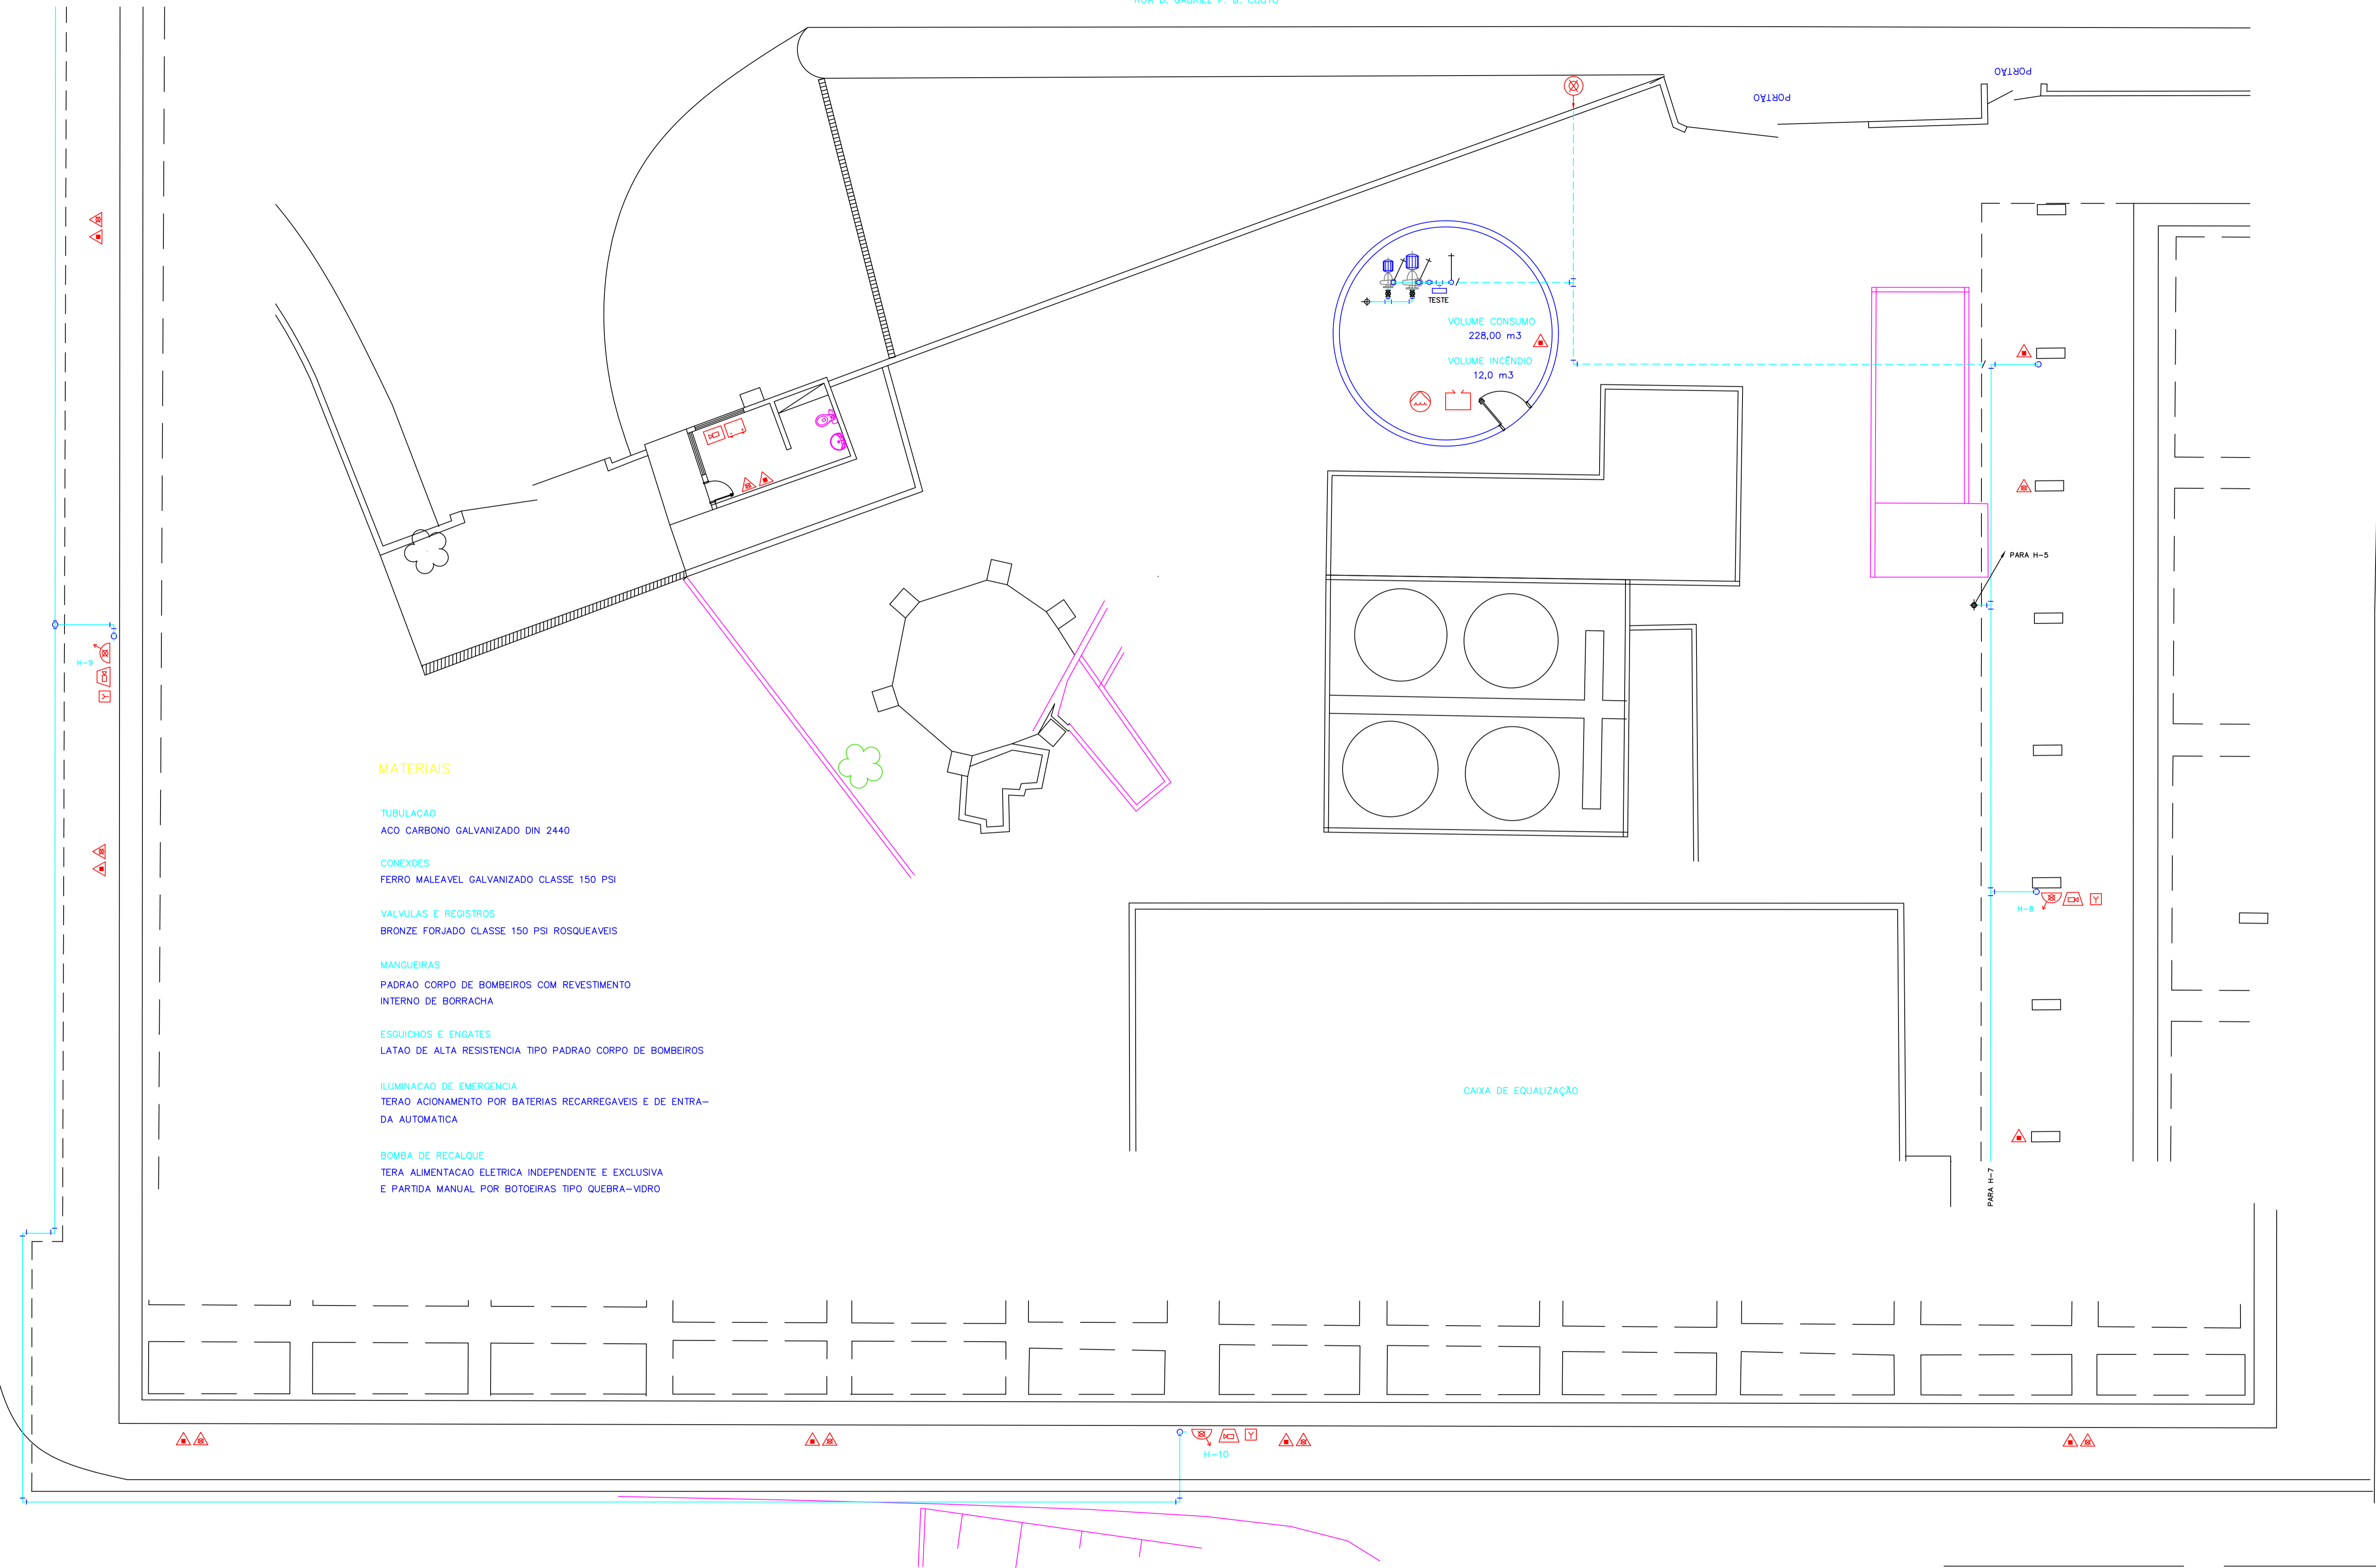 RUA D. GABRIEL P. B. COUTO
PORTÃO
PORTÃO
TESTE
VOLUME CONSUMO
228,00 m3
VOLUME INCÊNDIO
12,0 m3
PARA H-5
H-9
Y
MATERIAIS
TUBULACAO
ACO CARBONO GALVANIZADO DIN 2440
CONEXOES
FERRO MALEAVEL GALVANIZADO CLASSE 150 PSI
VALVULAS E REGISTROS
BRONZE FORJADO CLASSE 150 PSI ROSQUEAVEIS
MANGUEIRAS
PADRAO CORPO DE BOMBEIROS COM REVESTIMENTO
INTERNO DE BORRACHA
ESGUICHOS E ENGATES
LATAO DE ALTA RESISTENCIA TIPO PADRAO CORPO DE BOMBEIROS
ILUMINACAO DE EMERGENCIA
TERAO ACIONAMENTO POR BATERIAS RECARREGAVEIS E DE ENTRA-
DA AUTOMATICA
BOMBA DE RECALQUE
TERA ALIMENTACAO ELETRICA INDEPENDENTE E EXCLUSIVA
E PARTIDA MANUAL POR BOTOEIRAS TIPO QUEBRA-VIDRO
H-8
Y
CAIXA DE EQUALIZAÇÃO
PARA H-7
Y
H-10